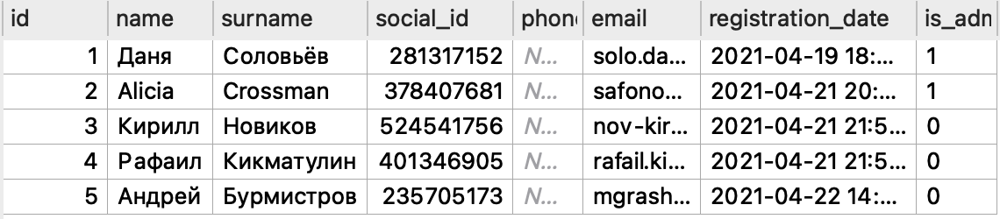 id name surname social_id phon email registration_date is_adn
1 Даня Соловьёв 281317152 N... solo.da... 2021-04-19 18:... 1
2 Alicia Crossman 378407681 N... safono... 2021-04-21 20:... 1
3 Кирилл Новиков 524541756 N... nov-kir... 2021-04-21 21:5... 0
4 Рафаил Кикматулин 401346905 N... rafail.ki... 2021-04-21 21:5... 0
5 Андрей Бурмистров 235705173 N... mgrash... 2021-04-22 14:... 0